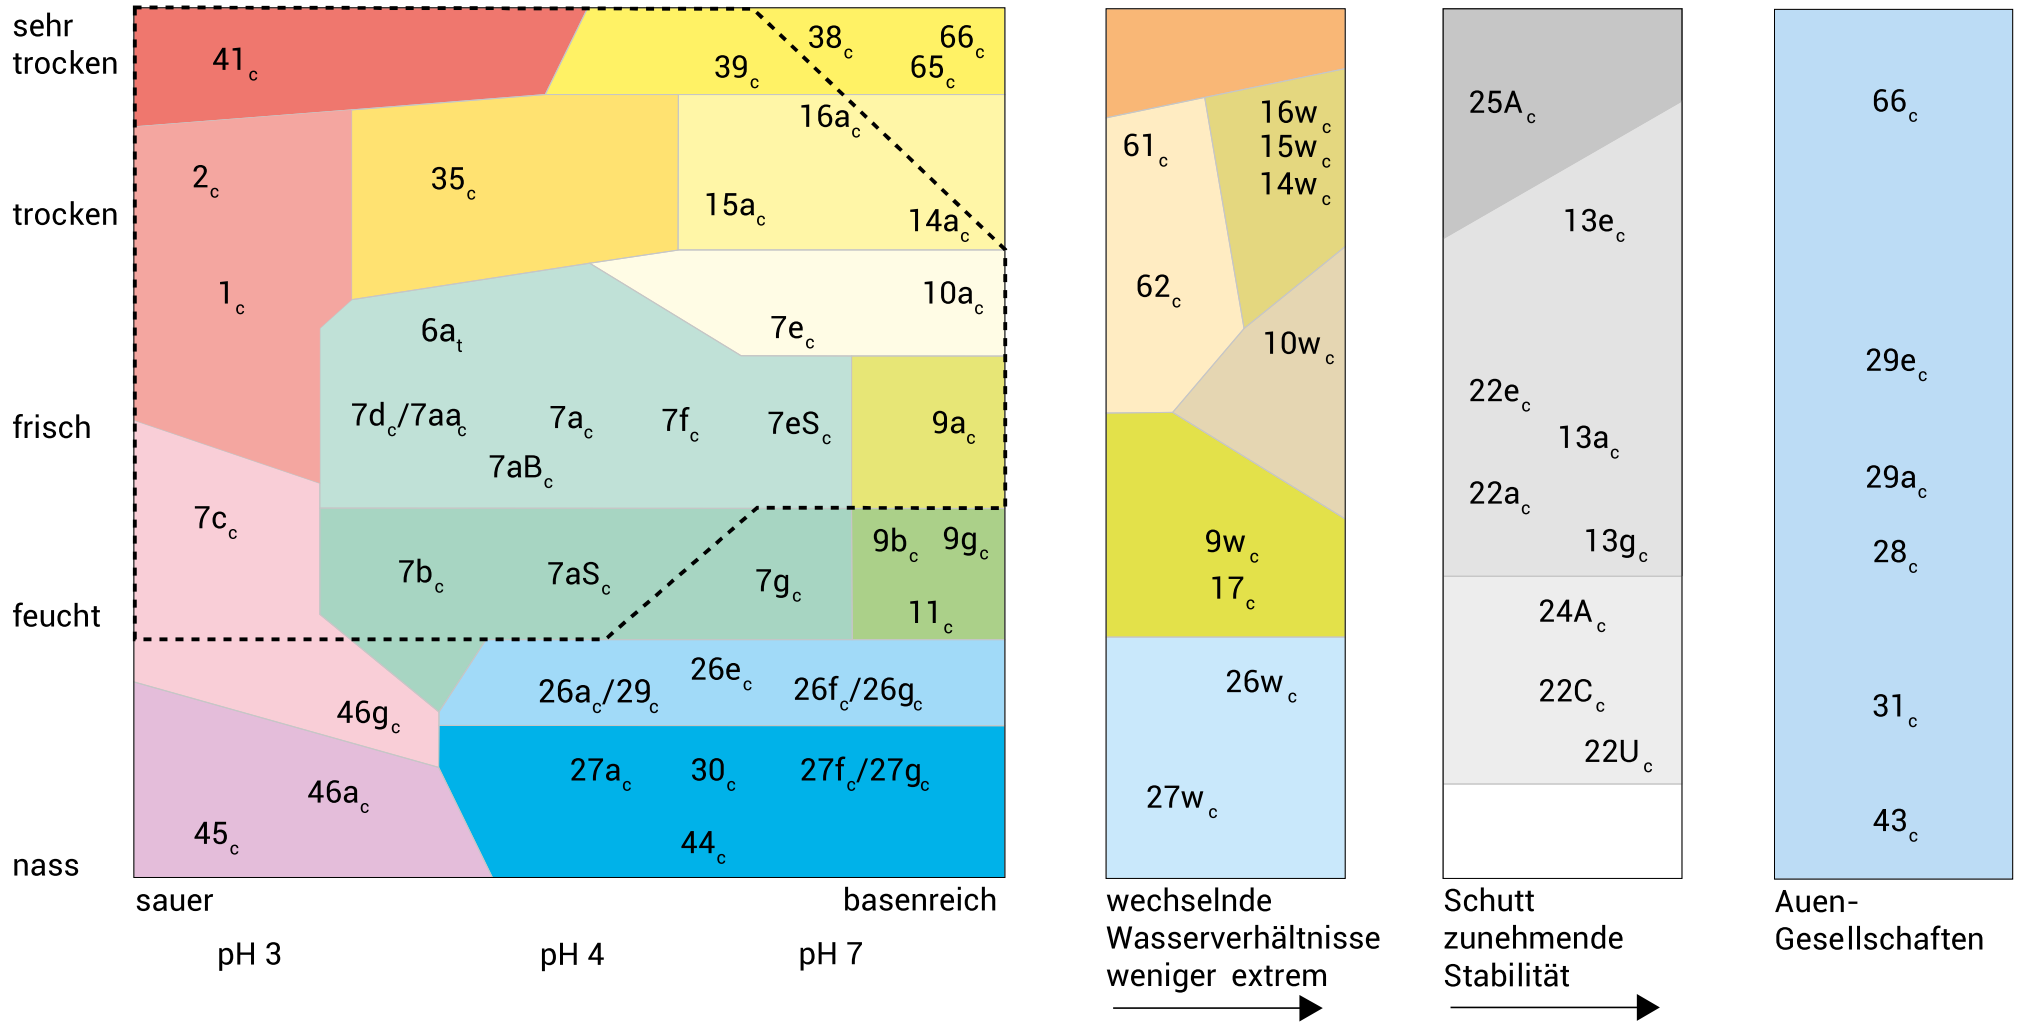 sehr
trocken
trocken
frisch
feucht
nass
41c
38c
66c
39c
65c
2c
35c
16ac
15ac
14ac
1c
10ac
6at
7ec
7dc/7aac
7ac
7fc
7eSc
9ac
7aBc
7cc
9bc
9gc
7bc
7aSc
7gc
11c
26ec
26ac/29c
26fc/26gc
46gc
27ac
30c
27fc/27gc
46ac
45c
44c
sauer
basenreich
pH 3
pH 4
pH 7
16wc
61c
15wc
14wc
62c
10wc
9wc
17c
26wc
27wc
wechselnde
Wasserverhältnisse
weniger extrem
25Ac
13ec
22ec
13ac
22ac
13gc
24Ac
22Cc
22Uc
Schutt
zunehmende
Stabilität
66c
29ec
29ac
28c
31c
43c
Auen-
Gesellschaften